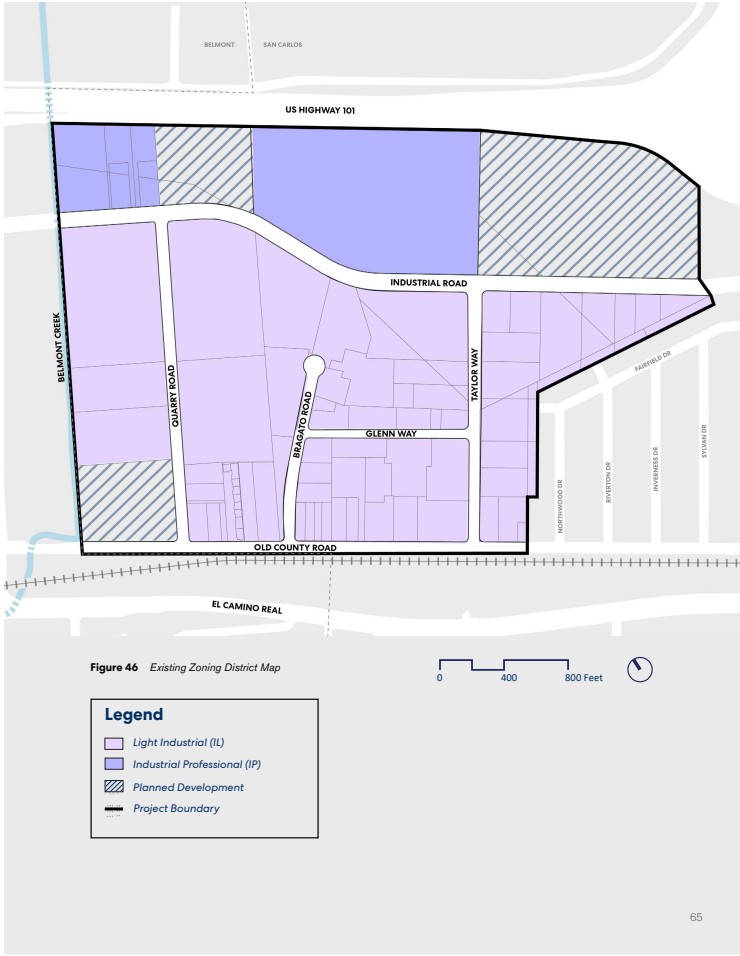 BELMONT
SAN CARLOS
US HIGHWAY 101
INDUSTRIAL ROAD
BELMONT CREEK
QUARRY ROAD
BRAGATO ROAD
TAYLOR WAY
GLENN WAY
FAIRFIELD DR
NORTHWOOD DR
RIVERTON DR
INVERNESS DR
SYLVAN DR
OLD COUNTY ROAD
EL CAMINO REAL
Figure 46 Existing Zoning District Map
0 400 800 Feet
Legend
Light Industrial (IL)
Industrial Professional (IP)
Planned Development
Project Boundary
65